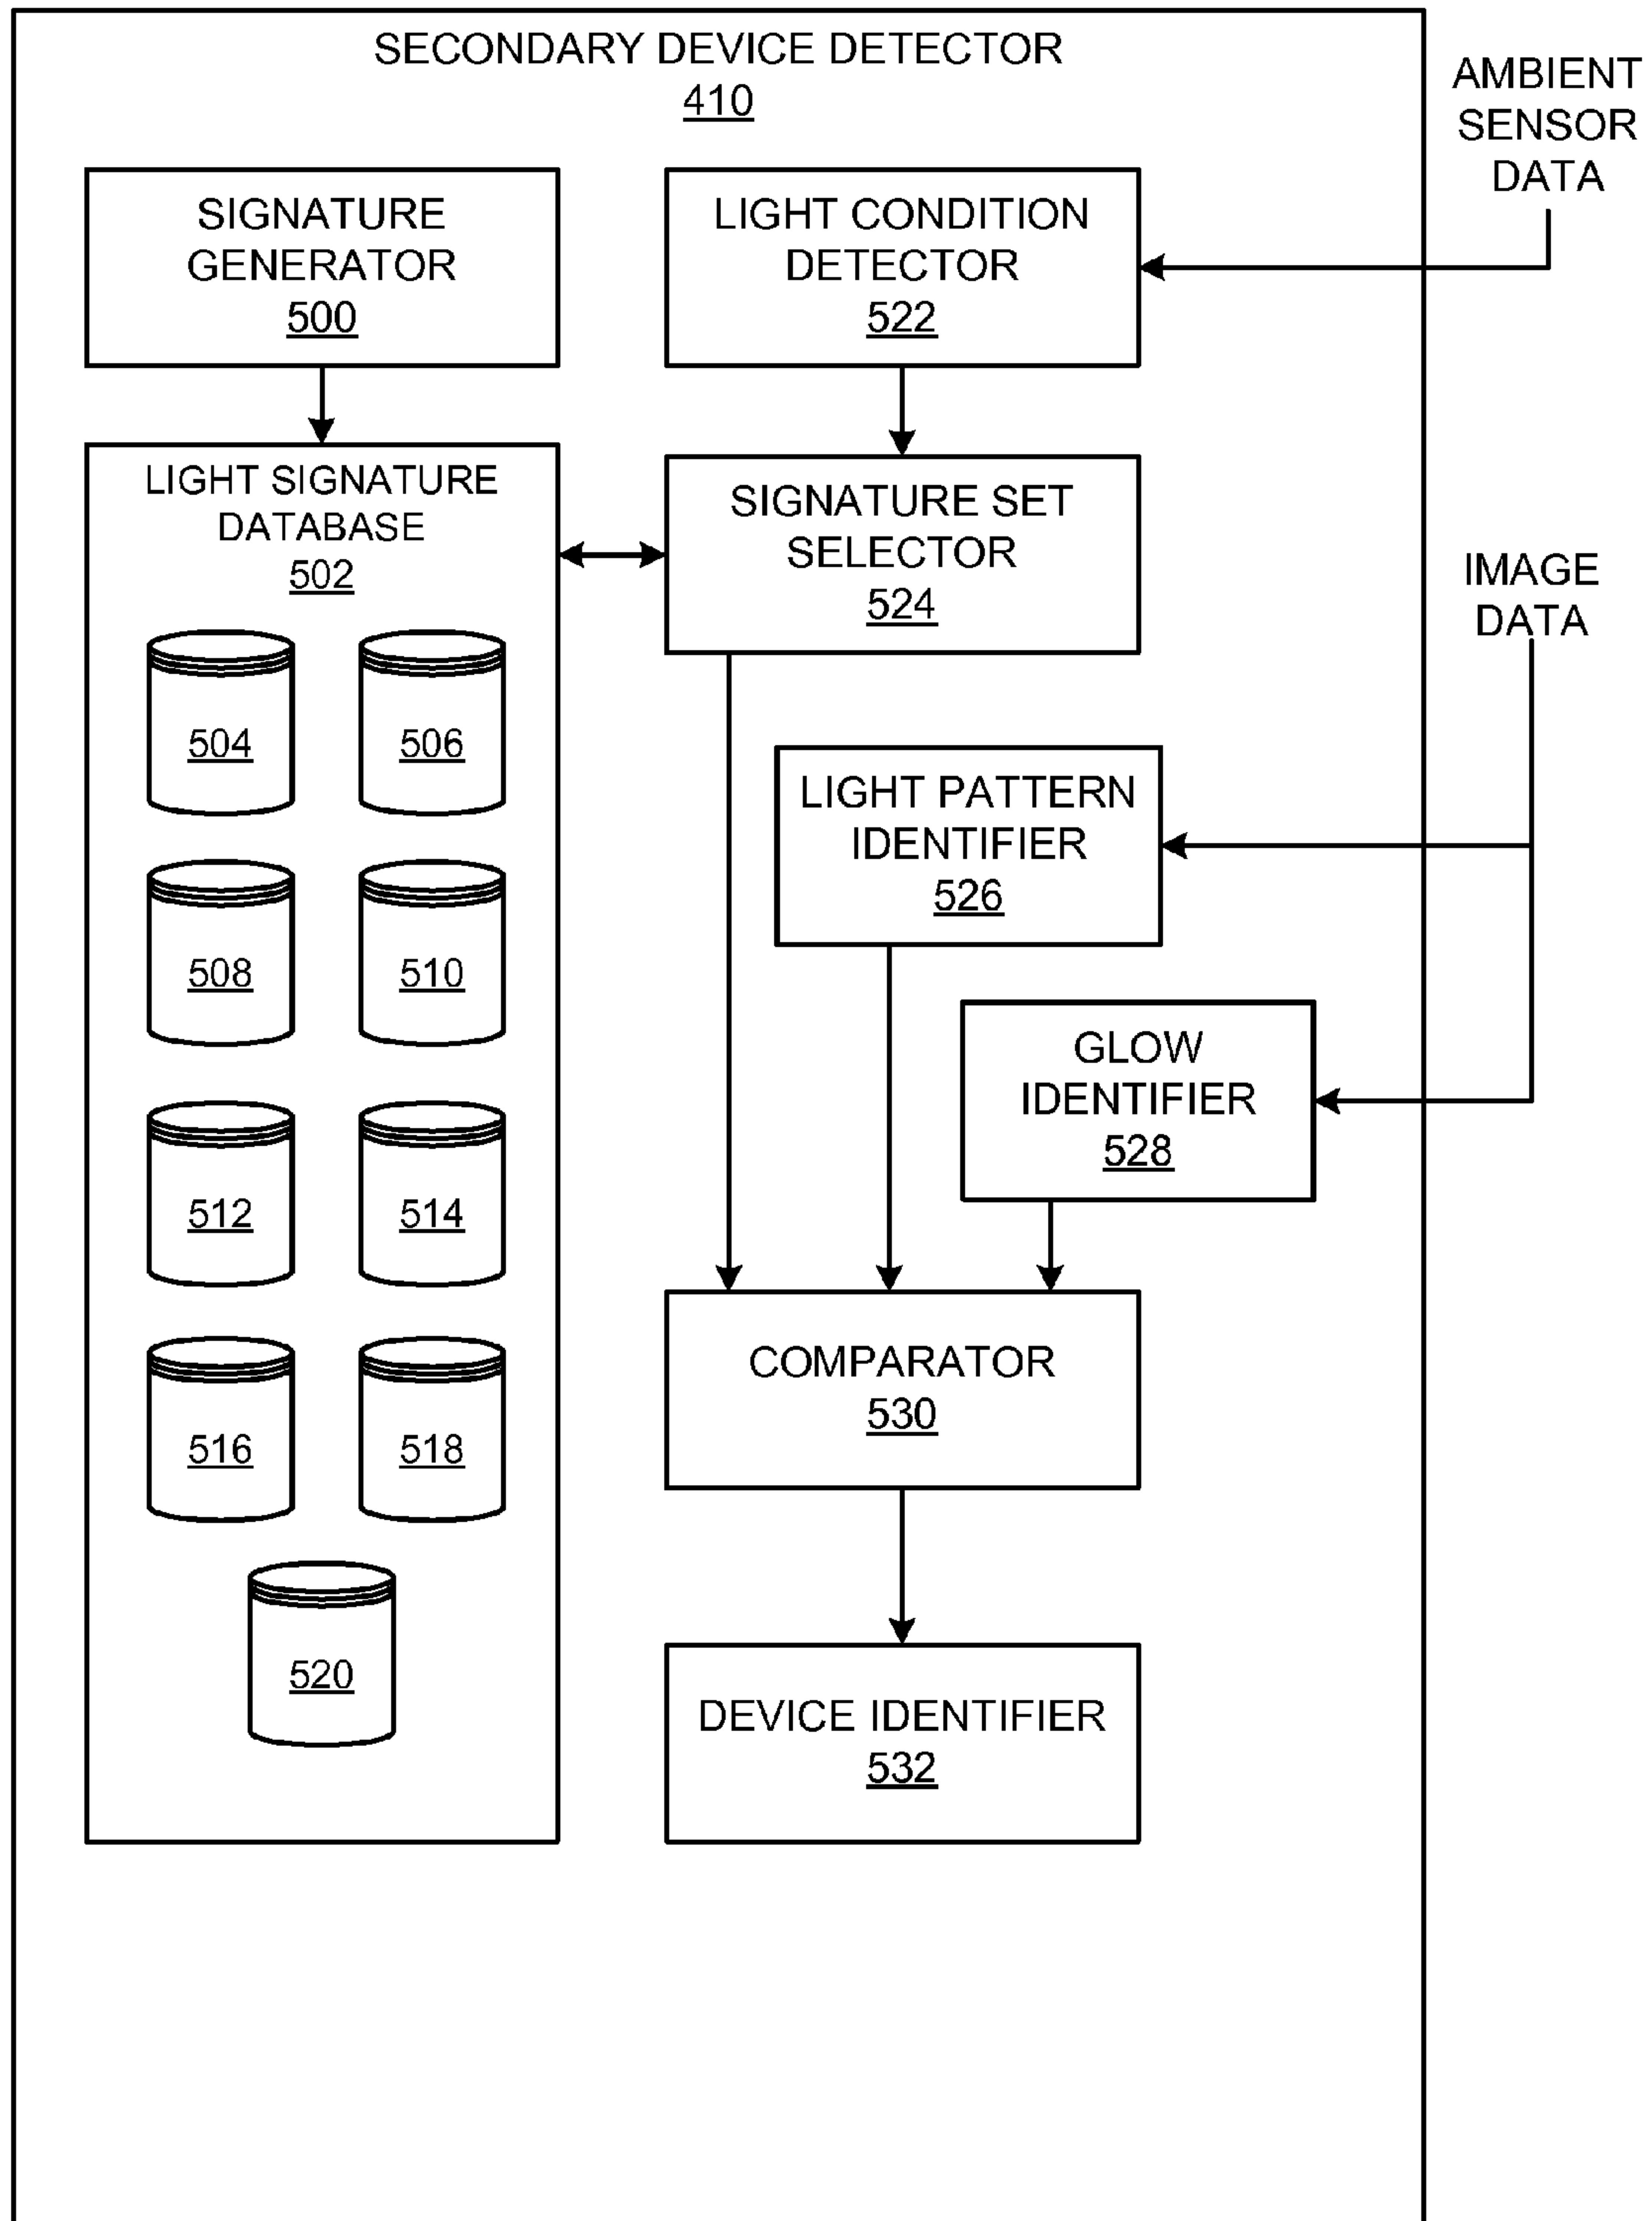 SECONDARY DEVICE DETECTOR
410
AMBIENT
SENSOR
DATA
SIGNATURE
GENERATOR
500
LIGHT CONDITION
DETECTOR
522
LIGHT SIGNATURE
DATABASE
502
SIGNATURE SET
SELECTOR
524
IMAGE
DATA
504
506
508
510
512
514
516
518
520
LIGHT PATTERN
IDENTIFIER
526
GLOW
IDENTIFIER
528
COMPARATOR
530
DEVICE IDENTIFIER
532